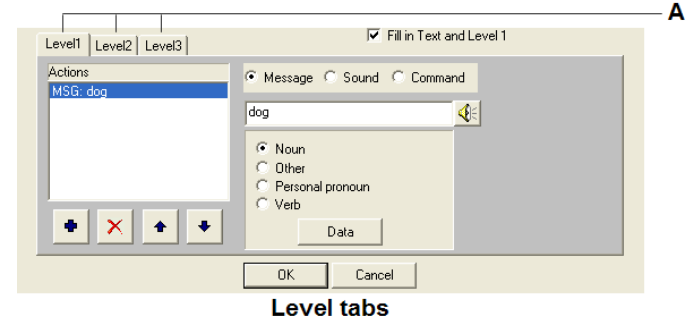 A
Fill in Text and Level 1
Level1 Level2 Level3
Actions
MSG: dog
Message Sound Command
dog
Noun
Other
Personal pronoun
Verb
Data
OK Cancel
Level tabs